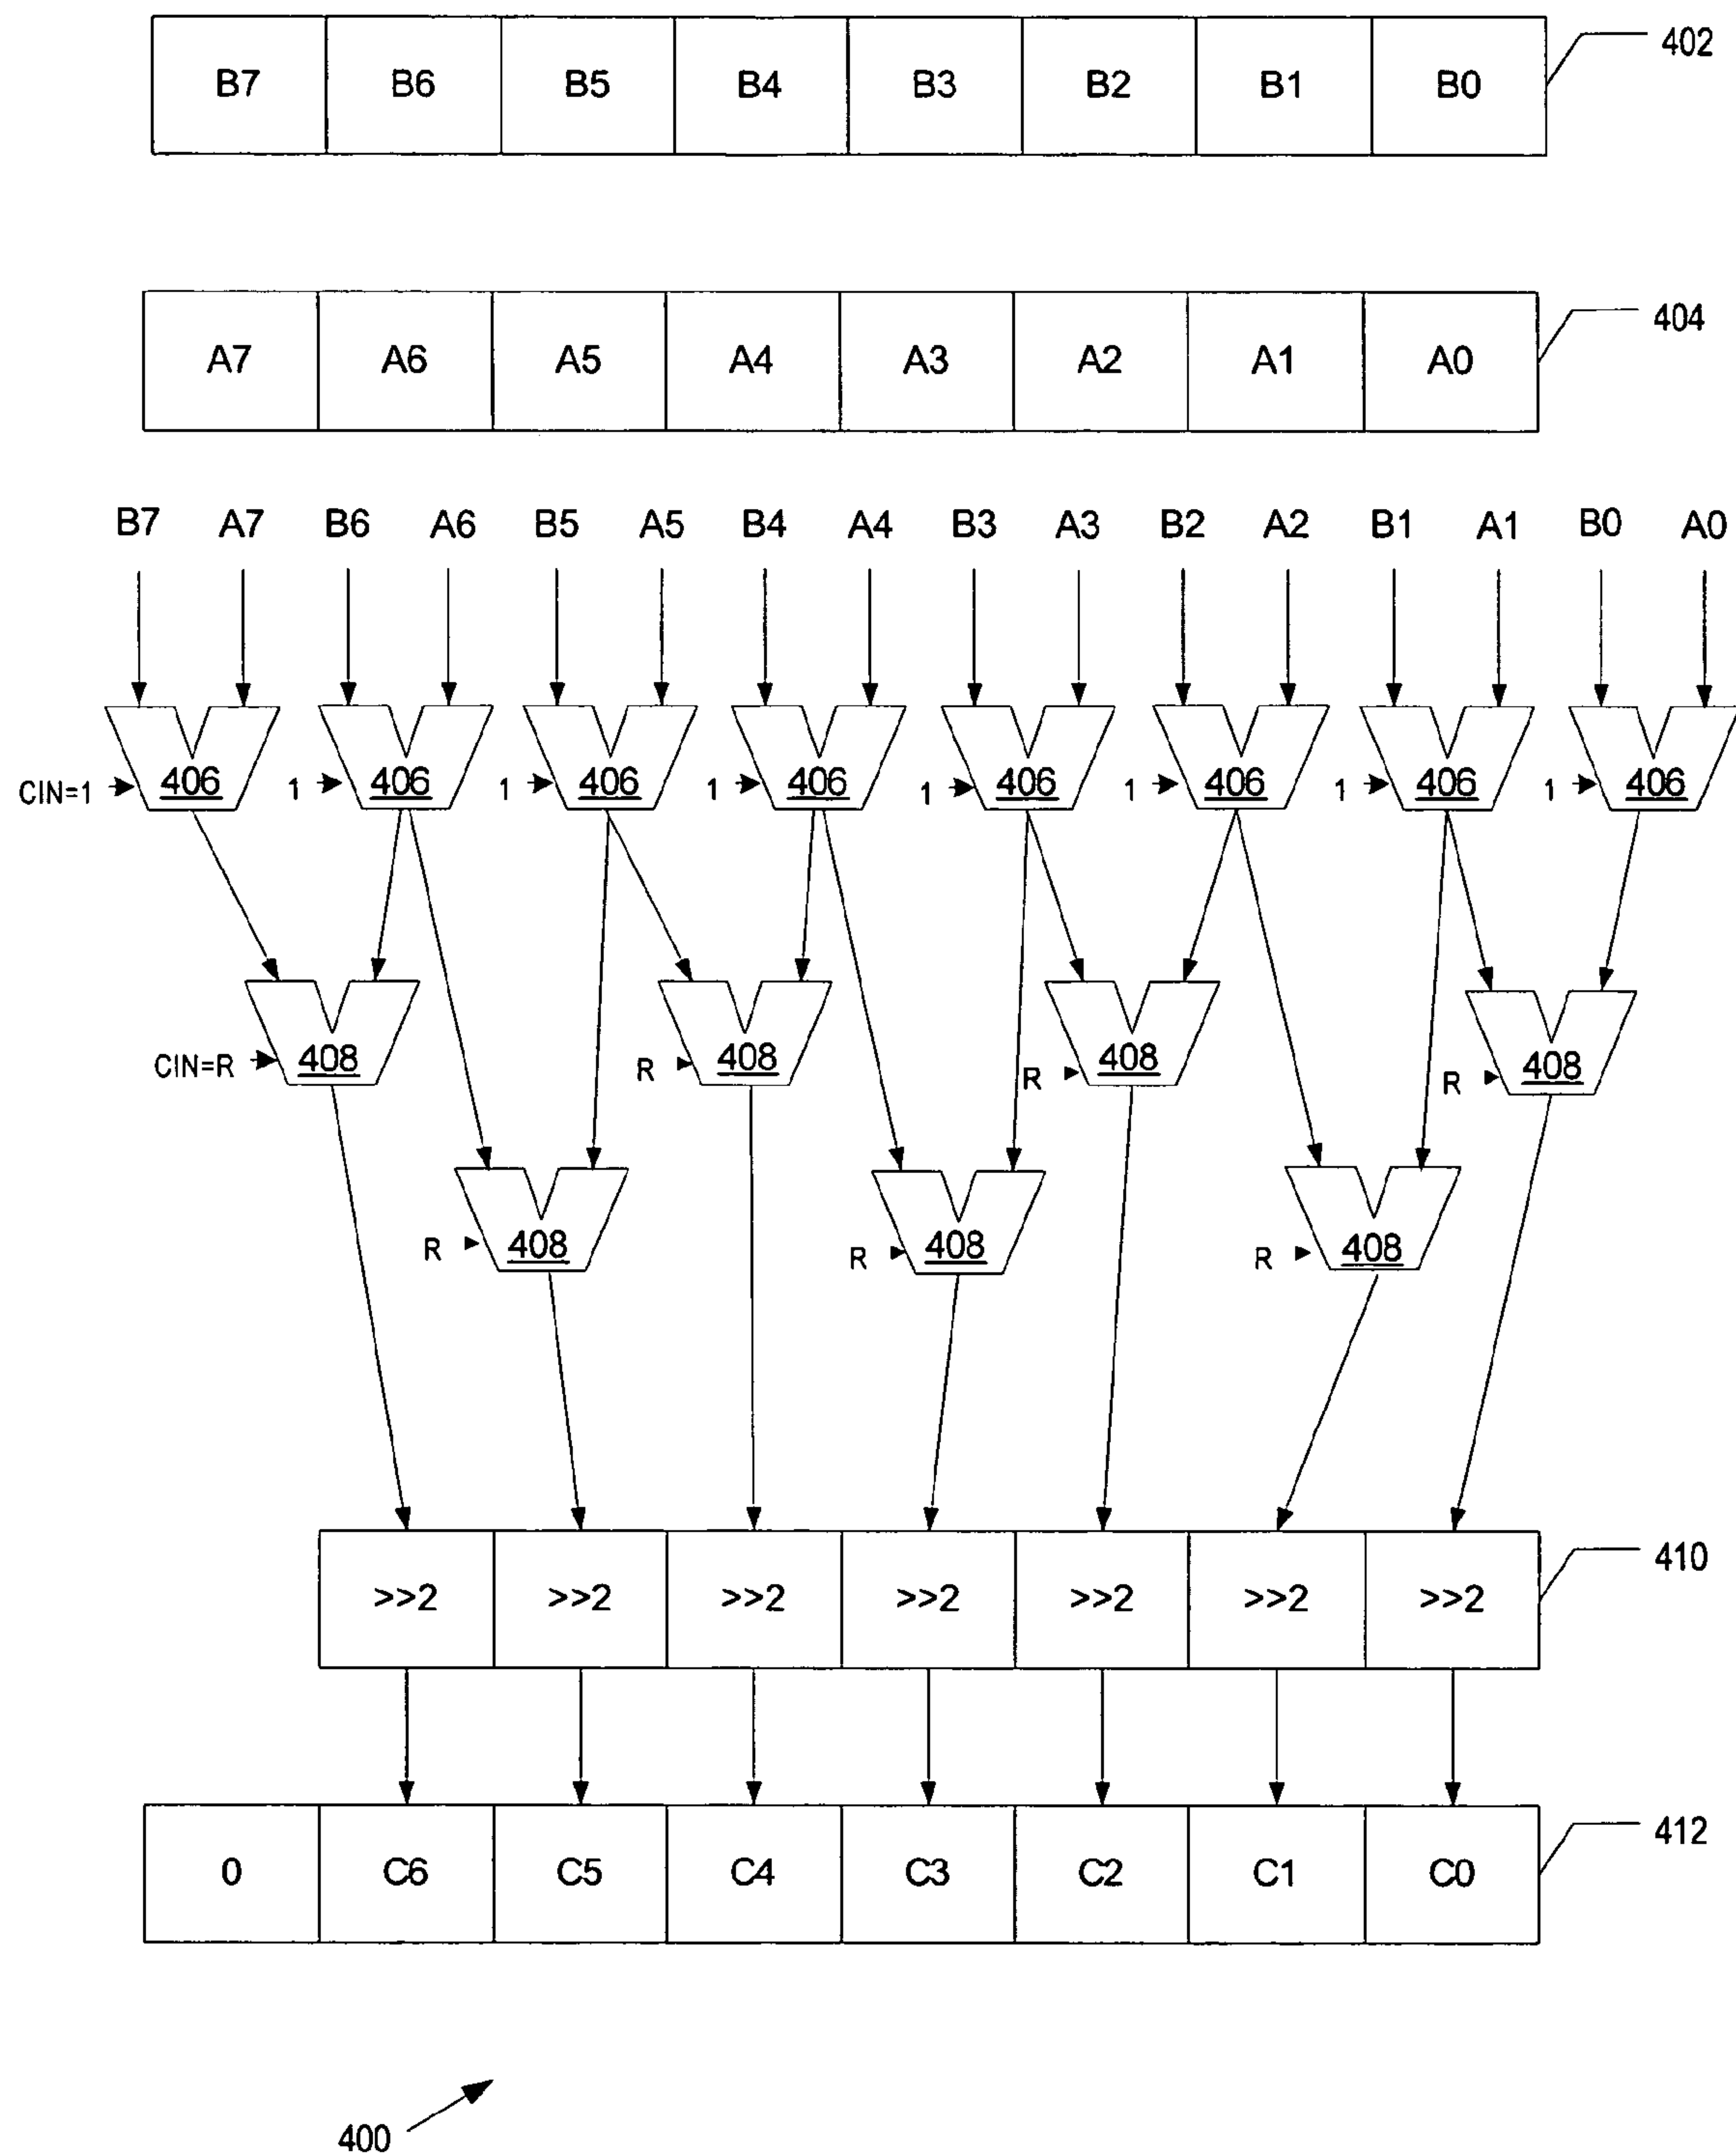 B7 B6 B5 B4 B3 B2 B1 B0 402
A7 A6 A5 A4 A3 A2 A1 A0 404
B7 A7 B6 A6 B5 A5 B4 A4 B3 A3 B2 A2 B1 A1 B0 A0
CIN=1 406 1 406 1 406 1 406 1 406 1 406 1 406 1 406
CIN=R 408 R 408 R 408 R 408
R 408 R 408 R 408
>>2 >>2 >>2 >>2 >>2 >>2 >>2 410
0 C6 C5 C4 C3 C2 C1 C0 412
400